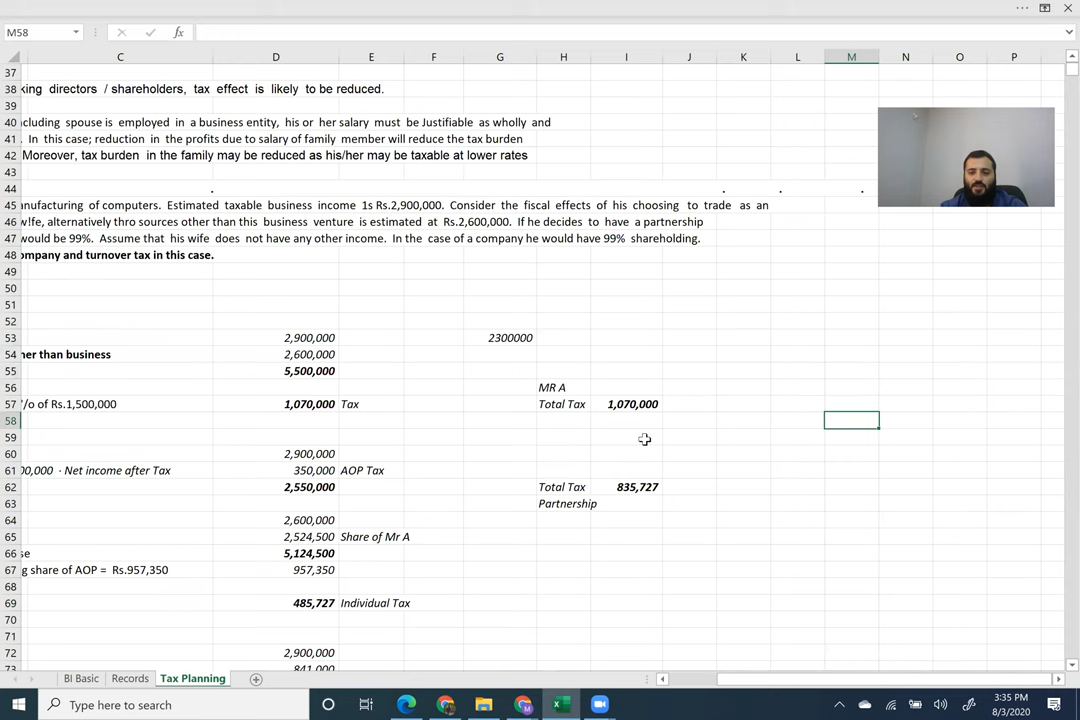 M58
fx
C D E F G H I J K L M N O P
37
38 king directors / shareholders, tax effect is likely to be reduced.
39
40 cluding spouse is employed in a business entity, his or her salary must be Justifiable as wholly and
41 . In this case; reduction in the profits due to salary of family member will reduce the tax burden
42 Moreover, tax burden in the family may be reduced as his/her may be taxable at lower rates
43
44 . . . .
45 anufacturing of computers. Estimated taxable business income 1s Rs.2,900,000. Consider the fiscal effects of his choosing to trade as an
46 w!fe, alternatively thro sources other than this business venture is estimated at Rs.2,600,000. If he decides to have a partnership
47 would be 99%. Assume that his wife does not have any other income. In the case of a company he would have 99% shareholding.
48 ompany and turnover tax in this case.
49
50
51
52
53 2,900,000 2300000
54 her than business 2,600,000
55 5,500,000
56 MR A
57 /o of Rs.1,500,000 1,070,000 Tax Total Tax 1,070,000
58
59
60 2,900,000
61 00,000 · Net income after Tax 350,000 AOP Tax
62 2,550,000 Total Tax 835,727
63 Partnership
64 2,600,000
65 2,524,500 Share of Mr A
66 se 5,124,500
67 g share of AOP = Rs.957,350 957,350
68
69 485,727 Individual Tax
70
71
72 2,900,000
73 841,000
BI Basic Records Tax Planning
Type here to search
3:35 PM
8/3/2020